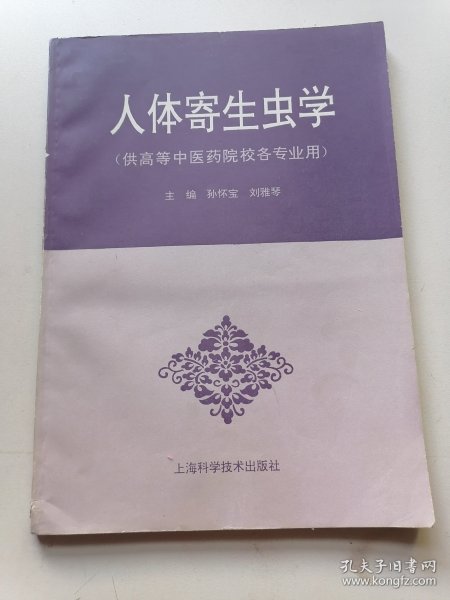 人体寄生虫学
（供高等中医药院校各专业用）
主 编 孙怀宝 刘雅琴
上海科学技术出版社
孔夫子旧书网
www.kongfz.com